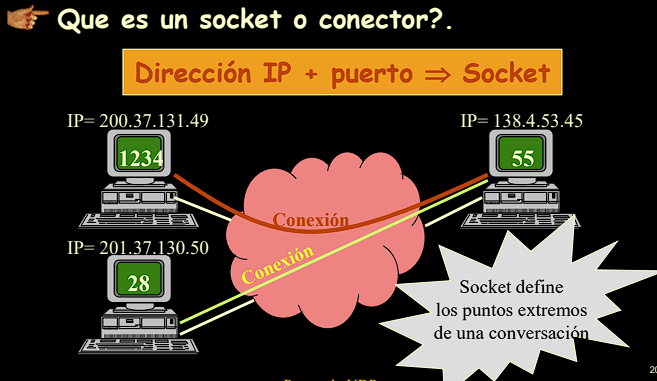 Que es un socket o conector?.
Dirección IP + puerto ⇒ Socket
IP= 200.37.131.49
IP= 138.4.53.45
1234
55
Conexión
IP= 201.37.130.50
Conexión
28
Socket define
los puntos extremos
de una conversación
20